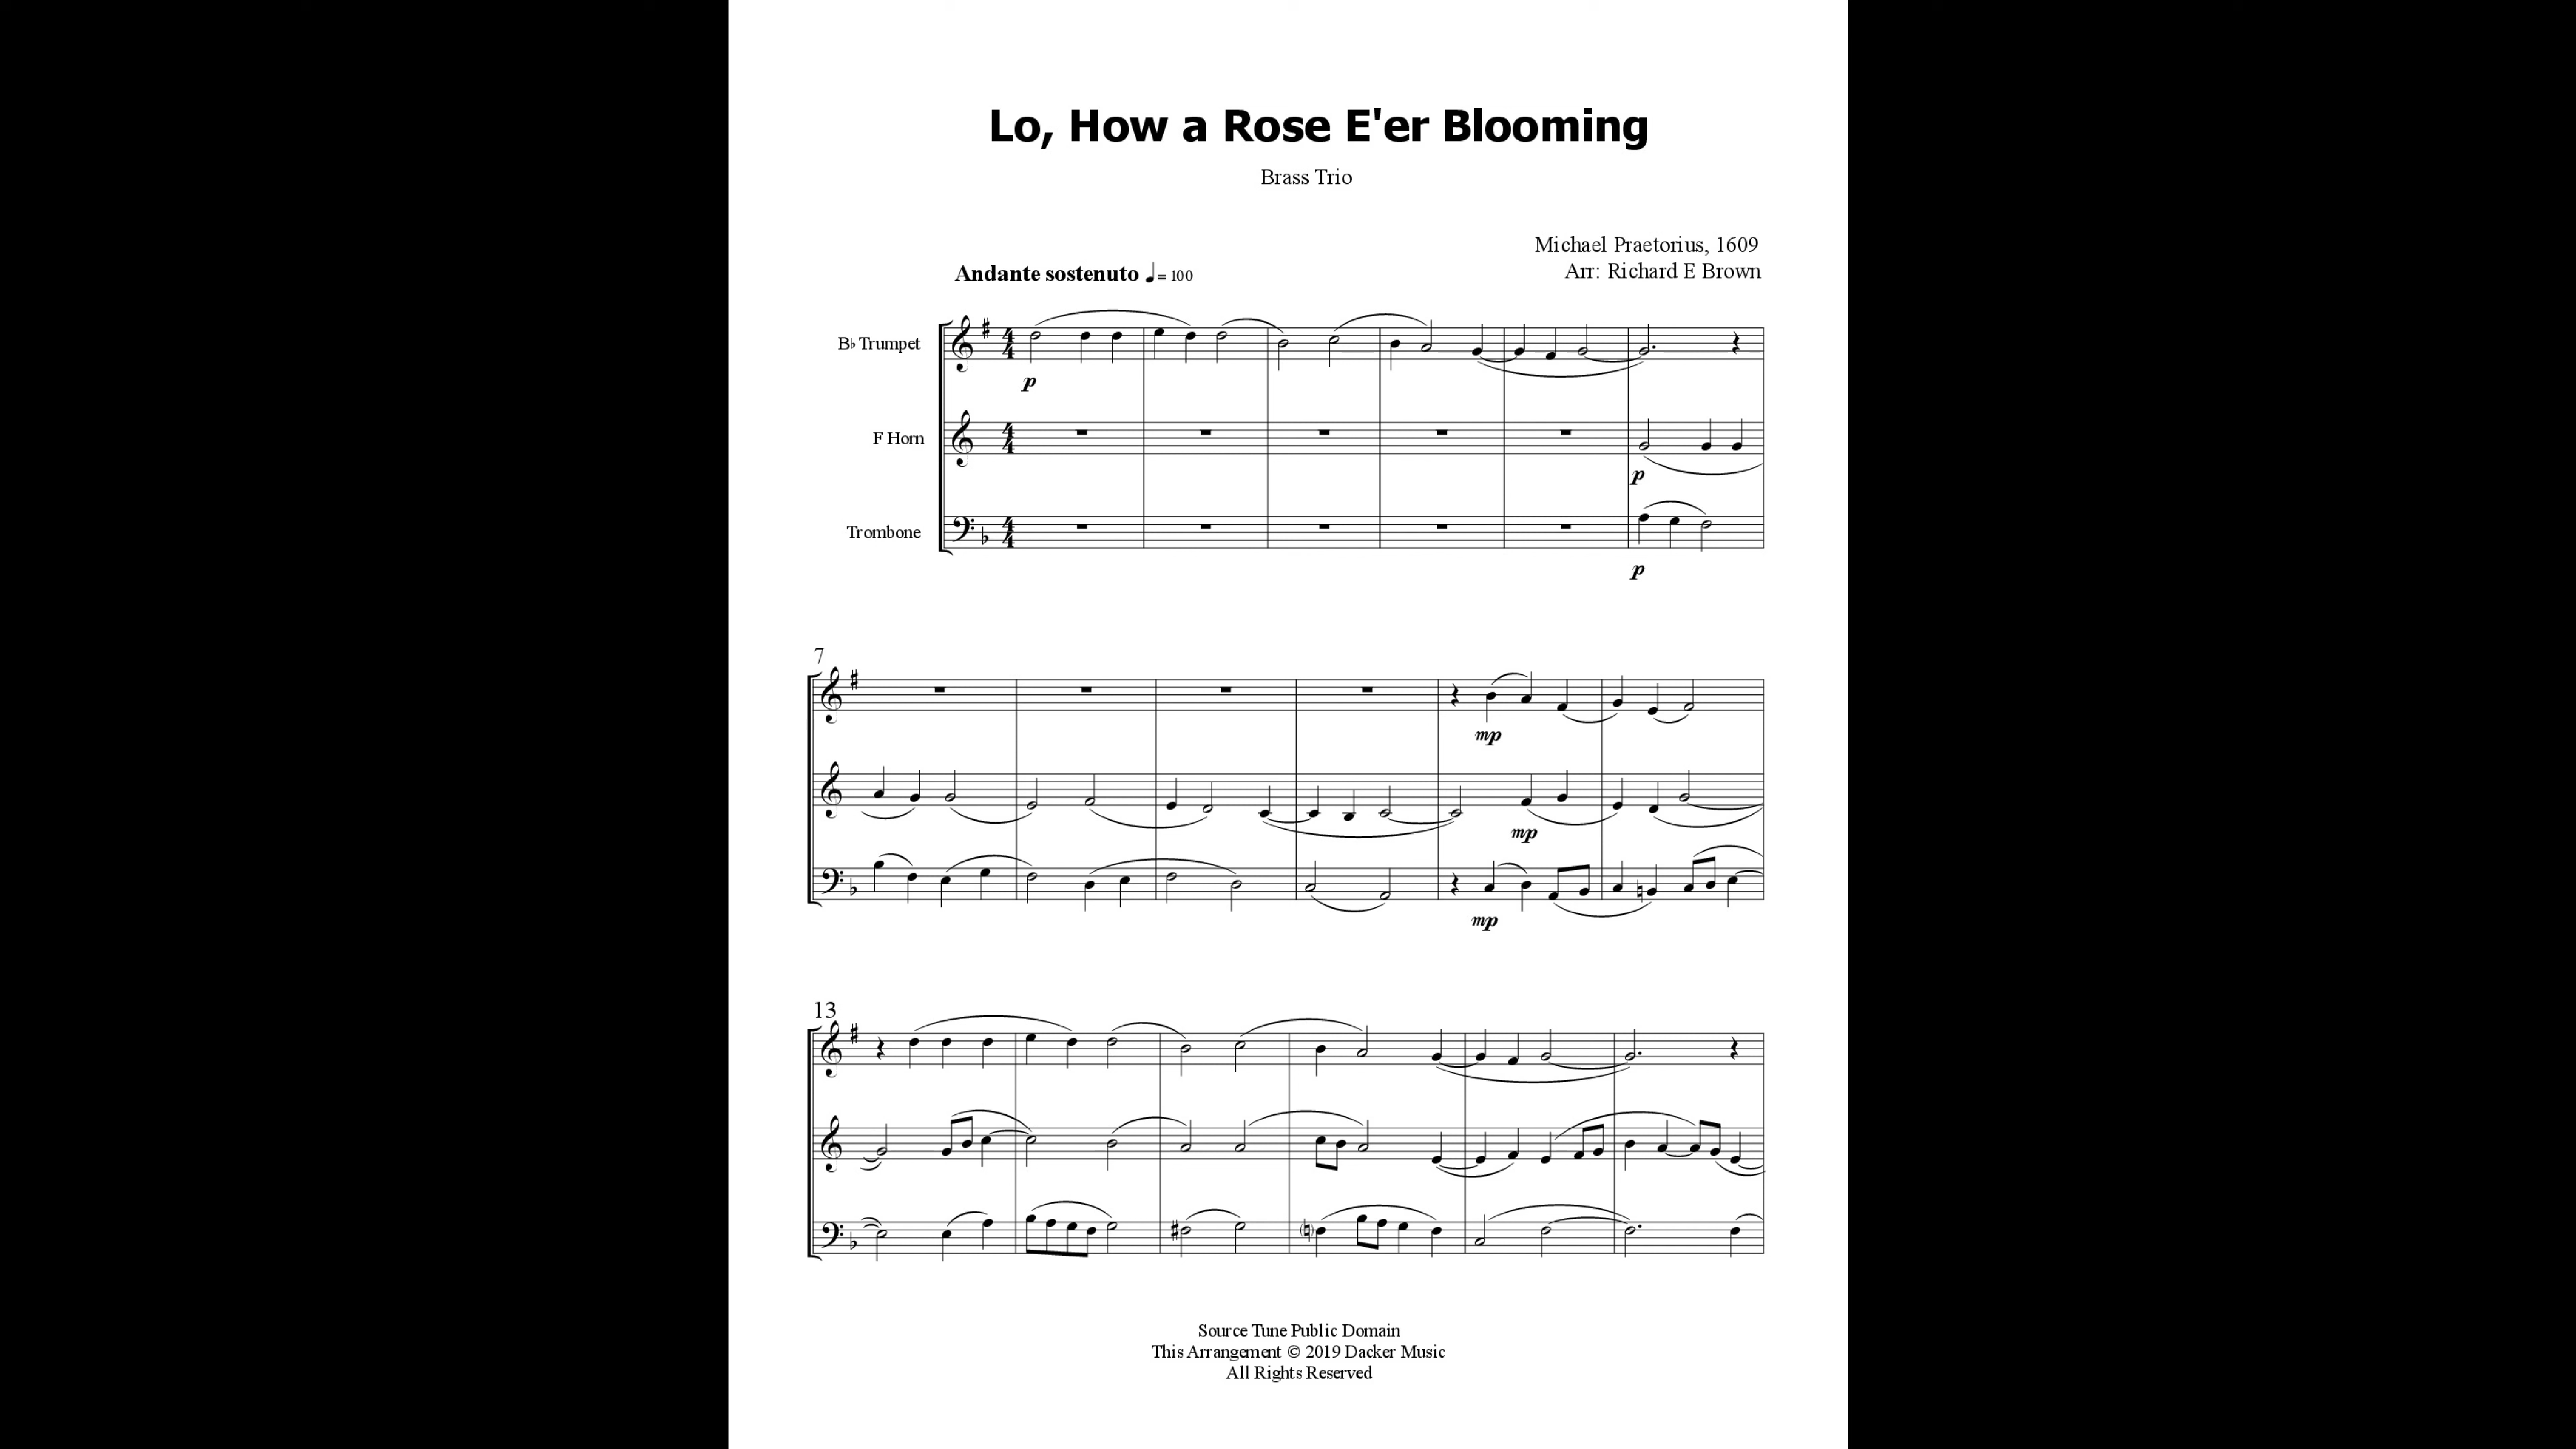 Lo, How a Rose E'er Blooming
Brass Trio
Michael Praetorius, 1609
Andante sostenuto ♩= 100
Arr: Richard E Brown
B♭ Trumpet
p
F Horn
p
Trombone
p
7
mp
mp
mp
13
Source Tune Public Domain
This Arrangement © 2019 Dacker Music
All Rights Reserved